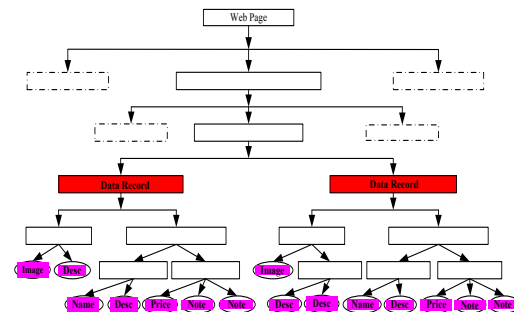 Web Page
Data Record Data Record
Image Desc Image
Name Desc Price Note Note Desc Desc Name Desc Price Note Note